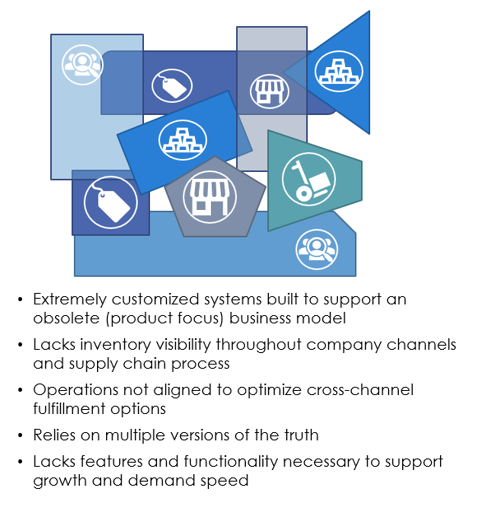 • Extremely customized systems built to support an
obsolete (product focus) business model
• Lacks inventory visibility throughout company channels
and supply chain process
• Operations not aligned to optimize cross-channel
fulfillment options
• Relies on multiple versions of the truth
• Lacks features and functionality necessary to support
growth and demand speed